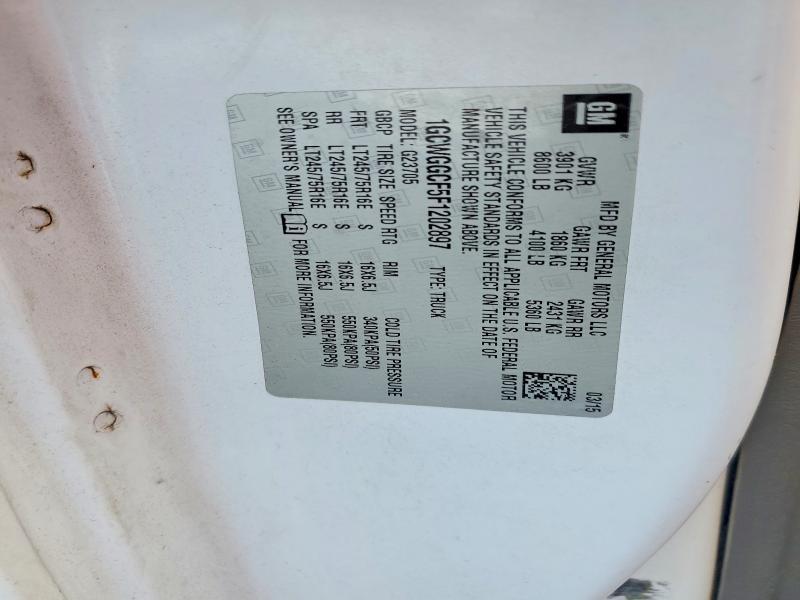 GM
MFD BY GENERAL MOTORS LLC 03/15
GVWR GAWR FRT GAWR RR
3901 KG 1860 KG 2431 KG
8600 LB 4100 LB 5360 LB
THIS VEHICLE CONFORMS TO ALL APPLICABLE U.S. FEDERAL MOTOR
VEHICLE SAFETY STANDARDS IN EFFECT ON THE DATE OF
MANUFACTURE SHOWN ABOVE.
1GCWGGCF5F1202897 TYPE: TRUCK
MODEL: G23705
GBGP TIRE SIZE SPEED RTG RIM COLD TIRE PRESSURE
FRT LT245/75R16E S 16X6.5J 340KPA(50PSI)
RR LT245/75R16E S 16X6.5J 550KPA(80PSI)
SPA LT245/75R16E S 16X6.5J 550KPA(80PSI)
SEE OWNER'S MANUAL FOR MORE INFORMATION.